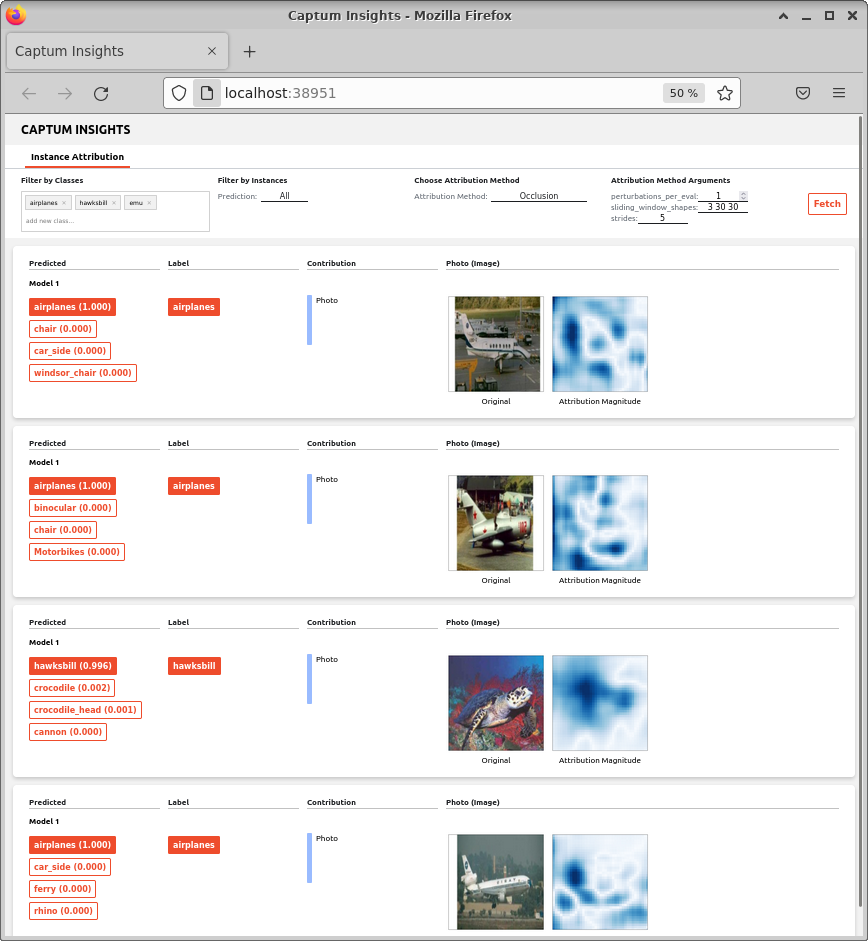 Captum Insights - Mozilla Firefox
Captum Insights
localhost:38951
50 %
CAPTUM INSIGHTS
Instance Attribution
Filter by Classes
airplanes × hawksbill × emu ×
add new class...
Filter by Instances
Prediction: All
Choose Attribution Method
Attribution Method: Occlusion
Attribution Method Arguments
perturbations_per_eval: 1
sliding_window_shapes: 3 30 30
strides: 5
Fetch
Predicted Label Contribution Photo (Image)
Model 1
airplanes (1.000) airplanes Photo
chair (0.000)
car_side (0.000)
windsor_chair (0.000)
Original Attribution Magnitude
Predicted Label Contribution Photo (Image)
Model 1
airplanes (1.000) airplanes Photo
binocular (0.000)
chair (0.000)
Motorbikes (0.000)
Original Attribution Magnitude
Predicted Label Contribution Photo (Image)
Model 1
hawksbill (0.996) hawksbill Photo
crocodile (0.002)
crocodile_head (0.001)
cannon (0.000)
Original Attribution Magnitude
Predicted Label Contribution Photo (Image)
Model 1
airplanes (1.000) airplanes Photo
car_side (0.000)
ferry (0.000)
rhino (0.000)